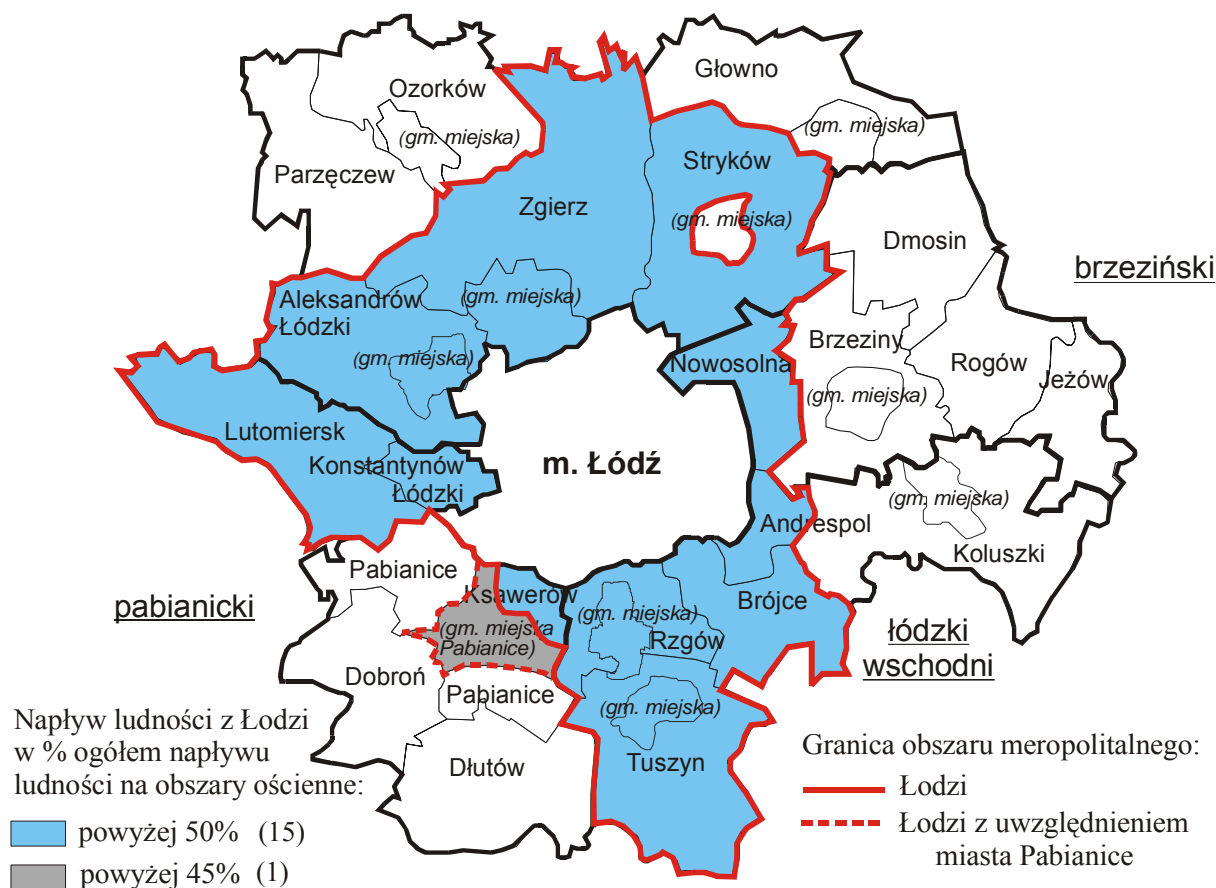 Głowno
Ozorków
(gm. miejska)
(gm. miejska)
Stryków
Parzęczew
Zgierz
(gm. miejska)
Dmosin
brzeziński
(gm. miejska)
Aleksandrów
Łódzki
(gm. miejska)
Nowosolna
Brzeziny
Rogów
Jeżów
(gm. miejska)
Lutomiersk
Konstantynów
Łódzki
m. Łódź
(gm. miejska)
Andrespol
Koluszki
Pabianice
Ksawerów
Brójce
pabianicki
(gm. miejska
Pabianice)
(gm. miejska)
Rzgów
łódzki
wschodni
Dobroń
Pabianice
(gm. miejska)
Tuszyn
Dłutów
Napływ ludności z Łodzi
w % ogółem napływu
ludności na obszary ościenne:
powyżej 50% (15)
powyżej 45% (1)
Granica obszaru meropolitalnego:
Łodzi
Łodzi z uwzględnieniem
miasta Pabianice